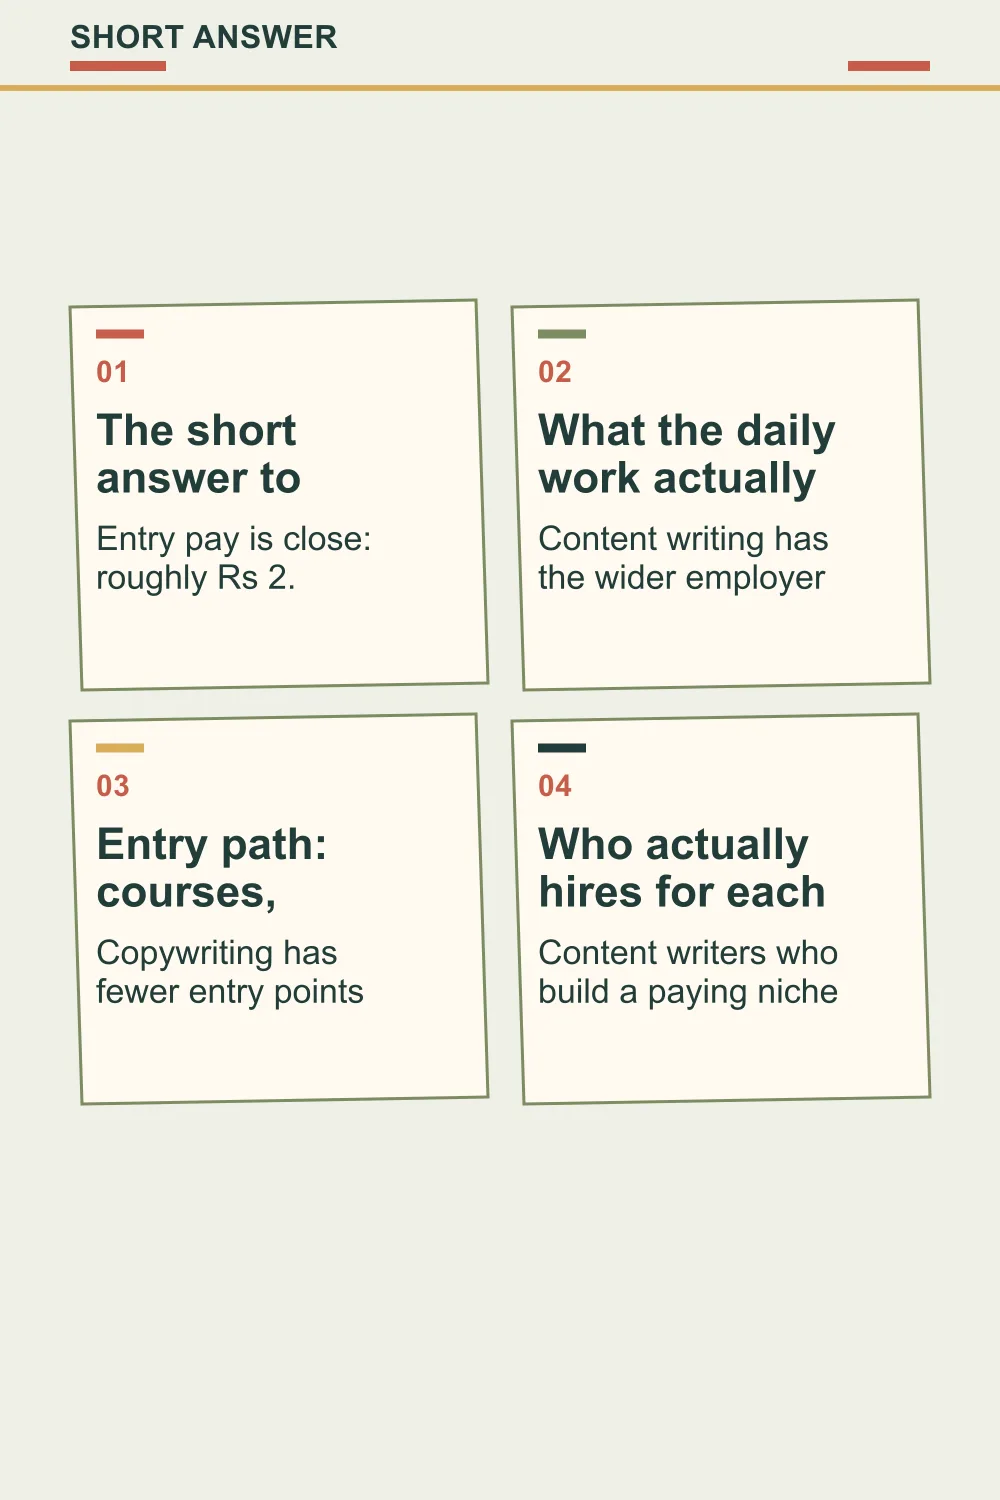 SHORT ANSWER
01
The short
answer to
Entry pay is close:
roughly Rs 2.
02
What the daily
work actually
Content writing has
the wider employer
03
Entry path:
courses,
Copywriting has
fewer entry points
04
Who actually
hires for each
Content writers who
build a paying niche